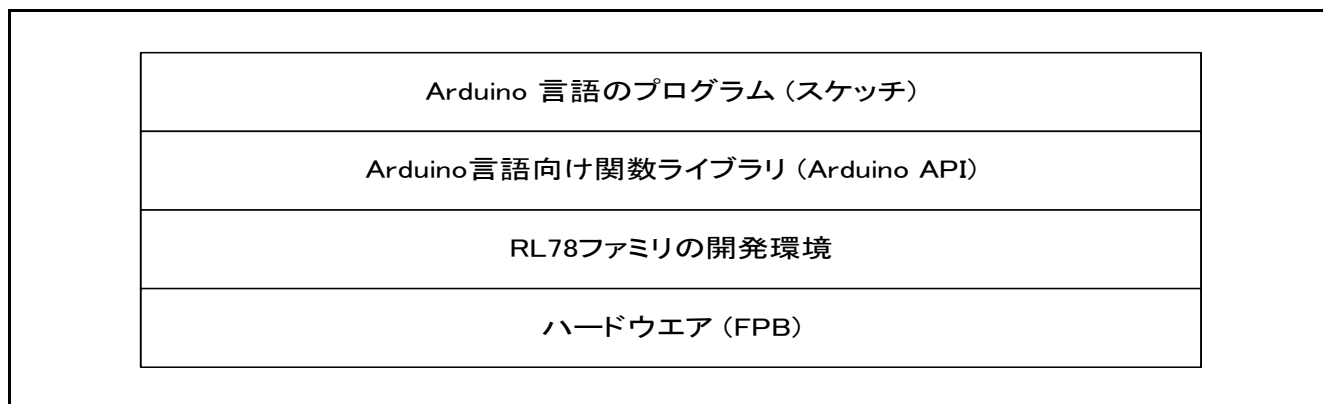 Arduino 言語のプログラム（スケッチ）
Arduino言語向け関数ライブラリ（Arduino API）
RL78ファミリの開発環境
ハードウエア（FPB）